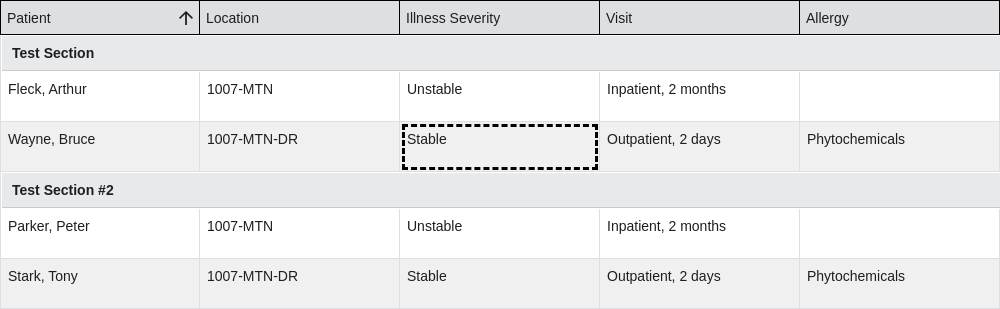 Patient Location Illness Severity Visit Allergy
Test Section
Fleck, Arthur 1007-MTN Unstable Inpatient, 2 months
Wayne, Bruce 1007-MTN-DR Stable Outpatient, 2 days Phytochemicals
Test Section #2
Parker, Peter 1007-MTN Unstable Inpatient, 2 months
Stark, Tony 1007-MTN-DR Stable Outpatient, 2 days Phytochemicals